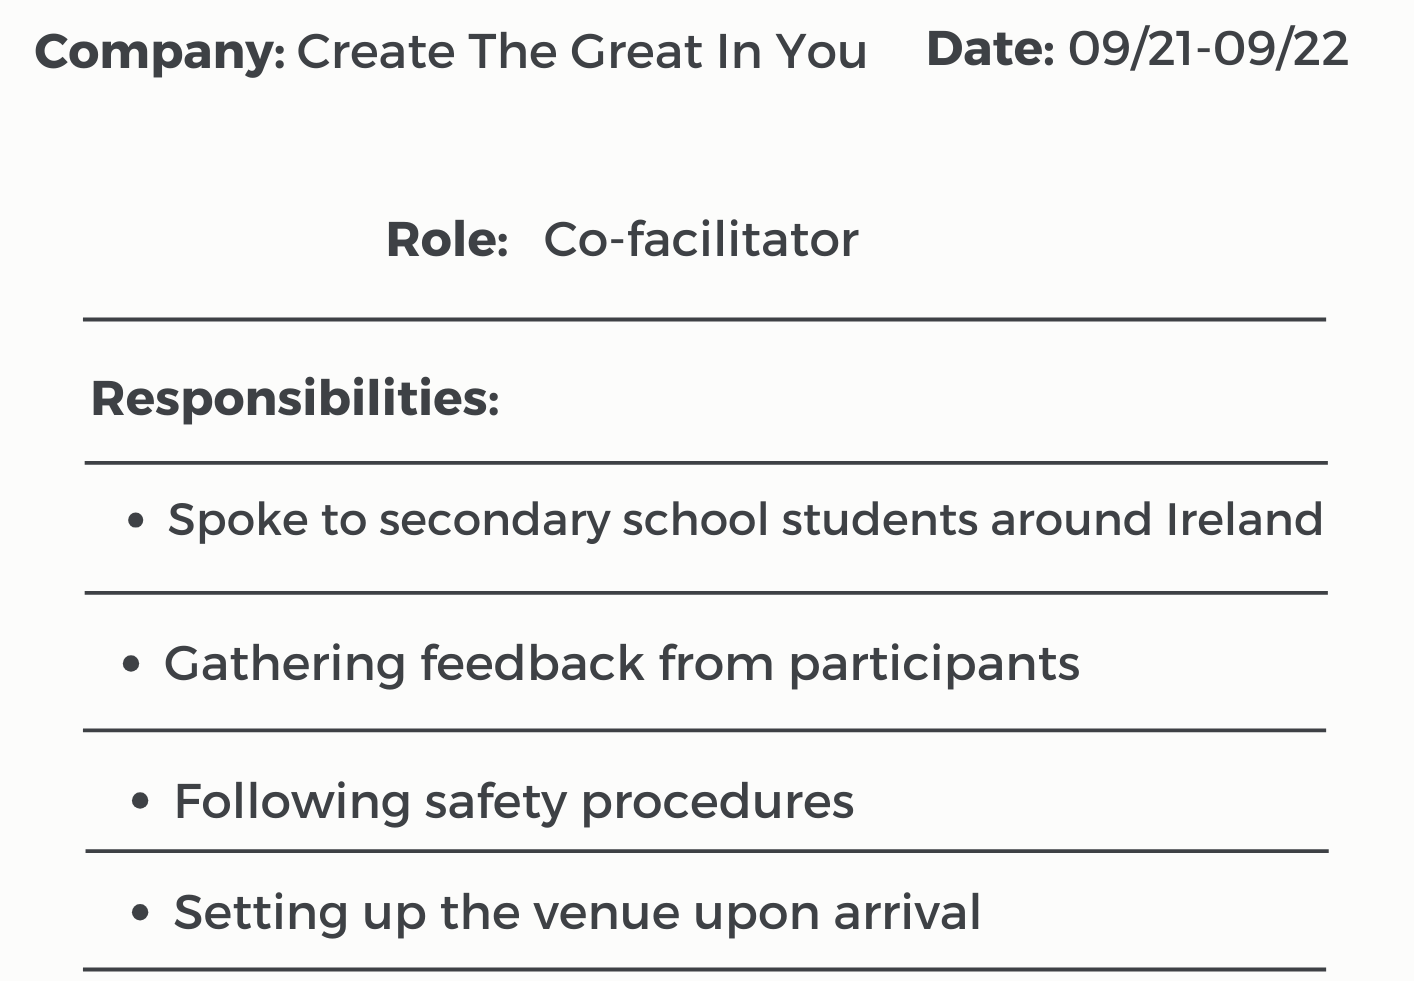 Company: Create The Great In You Date: 09/21-09/22
Role: Co-facilitator
Responsibilities:
• Spoke to secondary school students around Ireland
• Gathering feedback from participants
• Following safety procedures
• Setting up the venue upon arrival